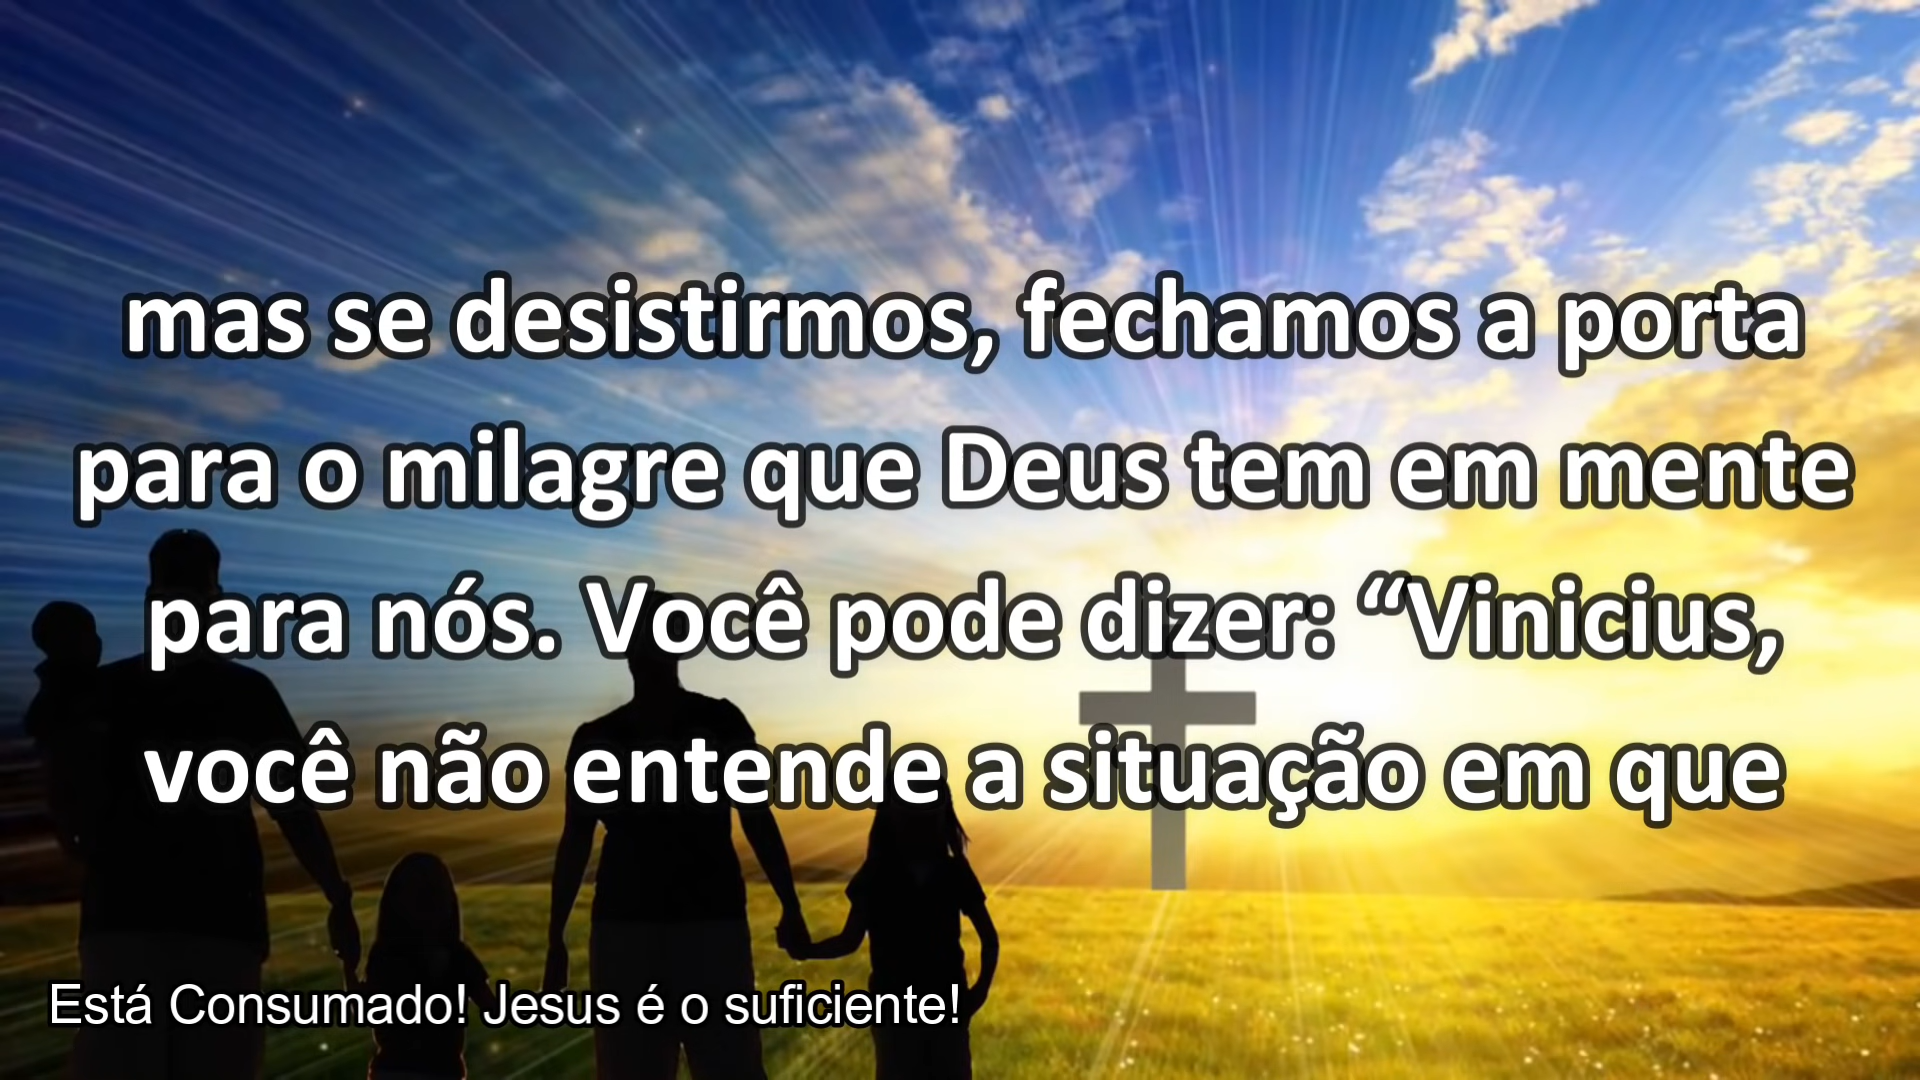 mas se desistirmos, fechamos a porta
para o milagre que Deus tem em mente
para nós. Você pode dizer: “Vinicius,
você não entende a situação em que
Está Consumado! Jesus é o suficiente!